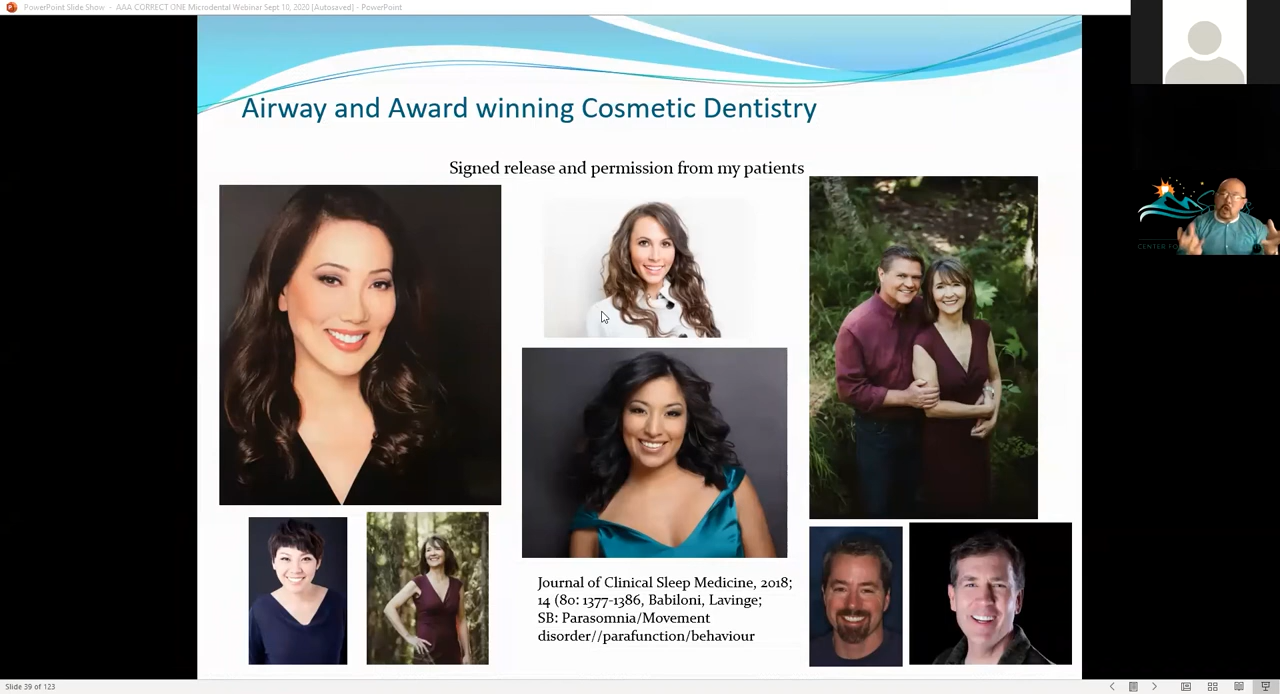 PowerPoint Slide Show - AAA CORRECT ONE Microdental Webinar Sept 10, 2020 [Autosaved] - PowerPoint
Airway and Award winning Cosmetic Dentistry
Signed release and permission from my patients
Journal of Clinical Sleep Medicine, 2018;
14 (80: 1377-1386, Babiloni, Lavinge;
SB: Parasomnia/Movement
disorder//parafunction/behaviour
CENTER
Slide 39 of 123